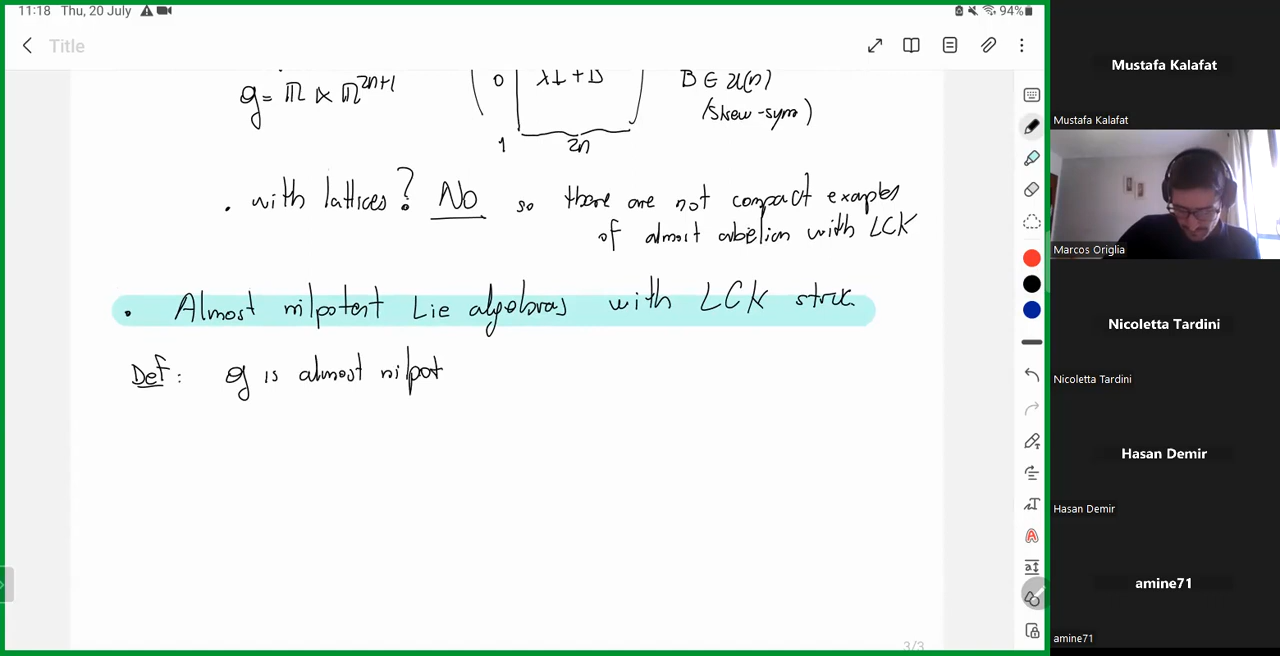 11:18 Thu, 20 July
94%
Title
g = ℝ ⋉ ℝ^{2n+1}
0 λI + B B ∈ u(n)
(skew-sym)
1 2n
. with lattices? No so there are not compact examples
of almost abelian with LCK
. Almost nilpotent Lie algebras with LCK struc.
Def: g is almost nilpot
3/3
Mustafa Kalafat
Mustafa Kalafat
Marcos Origlia
Nicoletta Tardini
Nicoletta Tardini
Hasan Demir
Hasan Demir
amine71
amine71